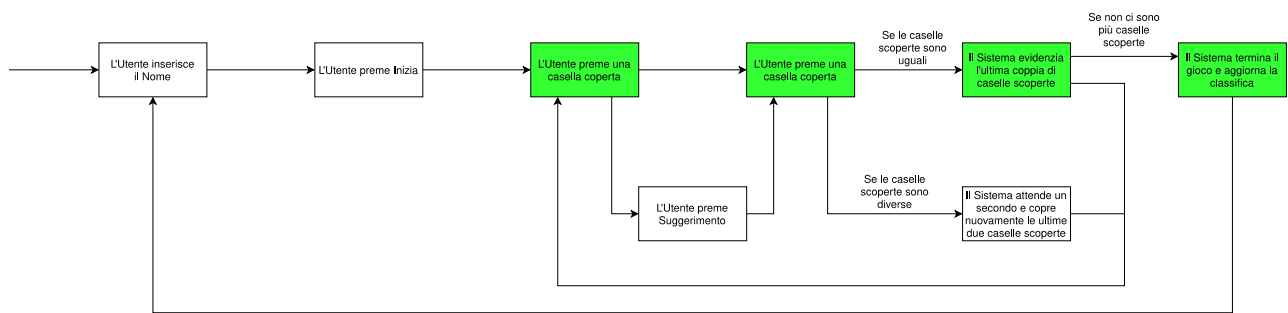 L'Utente inserisce
il Nome
L'Utente preme Inizia
L'Utente preme una
casella coperta
L'Utente preme
Suggerimento
L'Utente preme una
casella coperta
Se le caselle
scoperte sono
uguali
Se le caselle
scoperte sono
diverse
Il Sistema evidenzia
l'ultima coppia di
caselle scoperte
Il Sistema attende un
secondo e copre
nuovamente le ultime
due caselle scoperte
Se non ci sono
più caselle
scoperte
Il Sistema termina il
gioco e aggiorna la
classifica